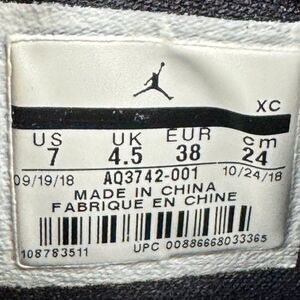 XC
US UK EUR cm
7 4.5 38 24
09/19/18 AQ3742-001 10/24/18
MADE IN CHINA
FABRIQUE EN CHINE
108783511
UPC 00886668033365